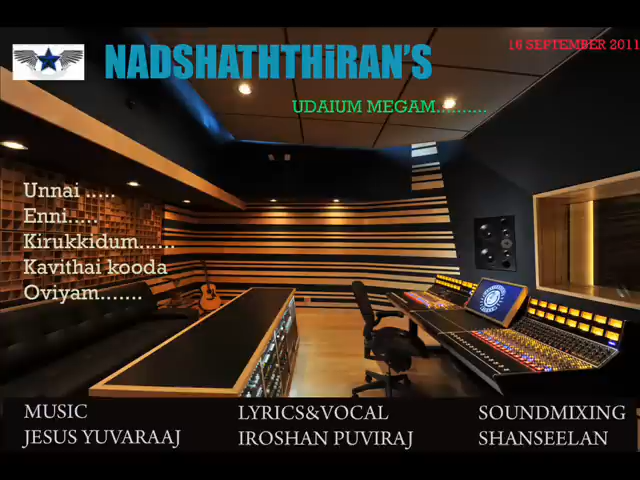 NADSHATHTHiRAN'S
16 SEPTEMBER 2011
UDAIUM MEGAM..........
Unnai .....
Enni.....
Kirukkidum......
Kavithai kooda
Oviyam.......
MUSIC
JESUS YUVARAAJ
LYRICS&VOCAL
IROSHAN PUVIRAJ
SOUNDMIXING
SHANSEELAN